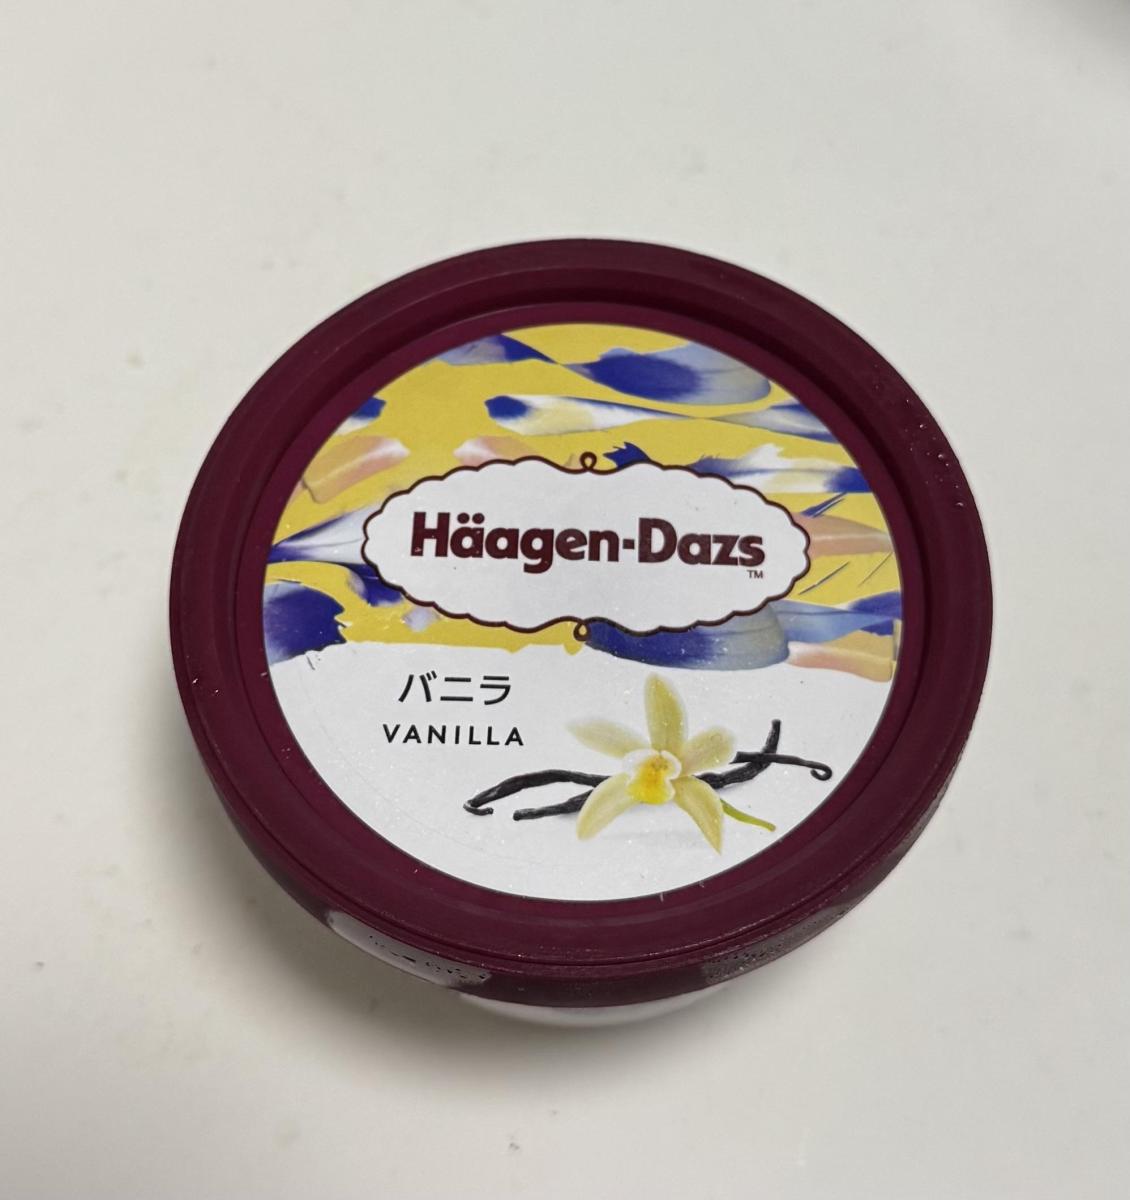 Häagen-Dazs
TM
バニラ
VANILLA